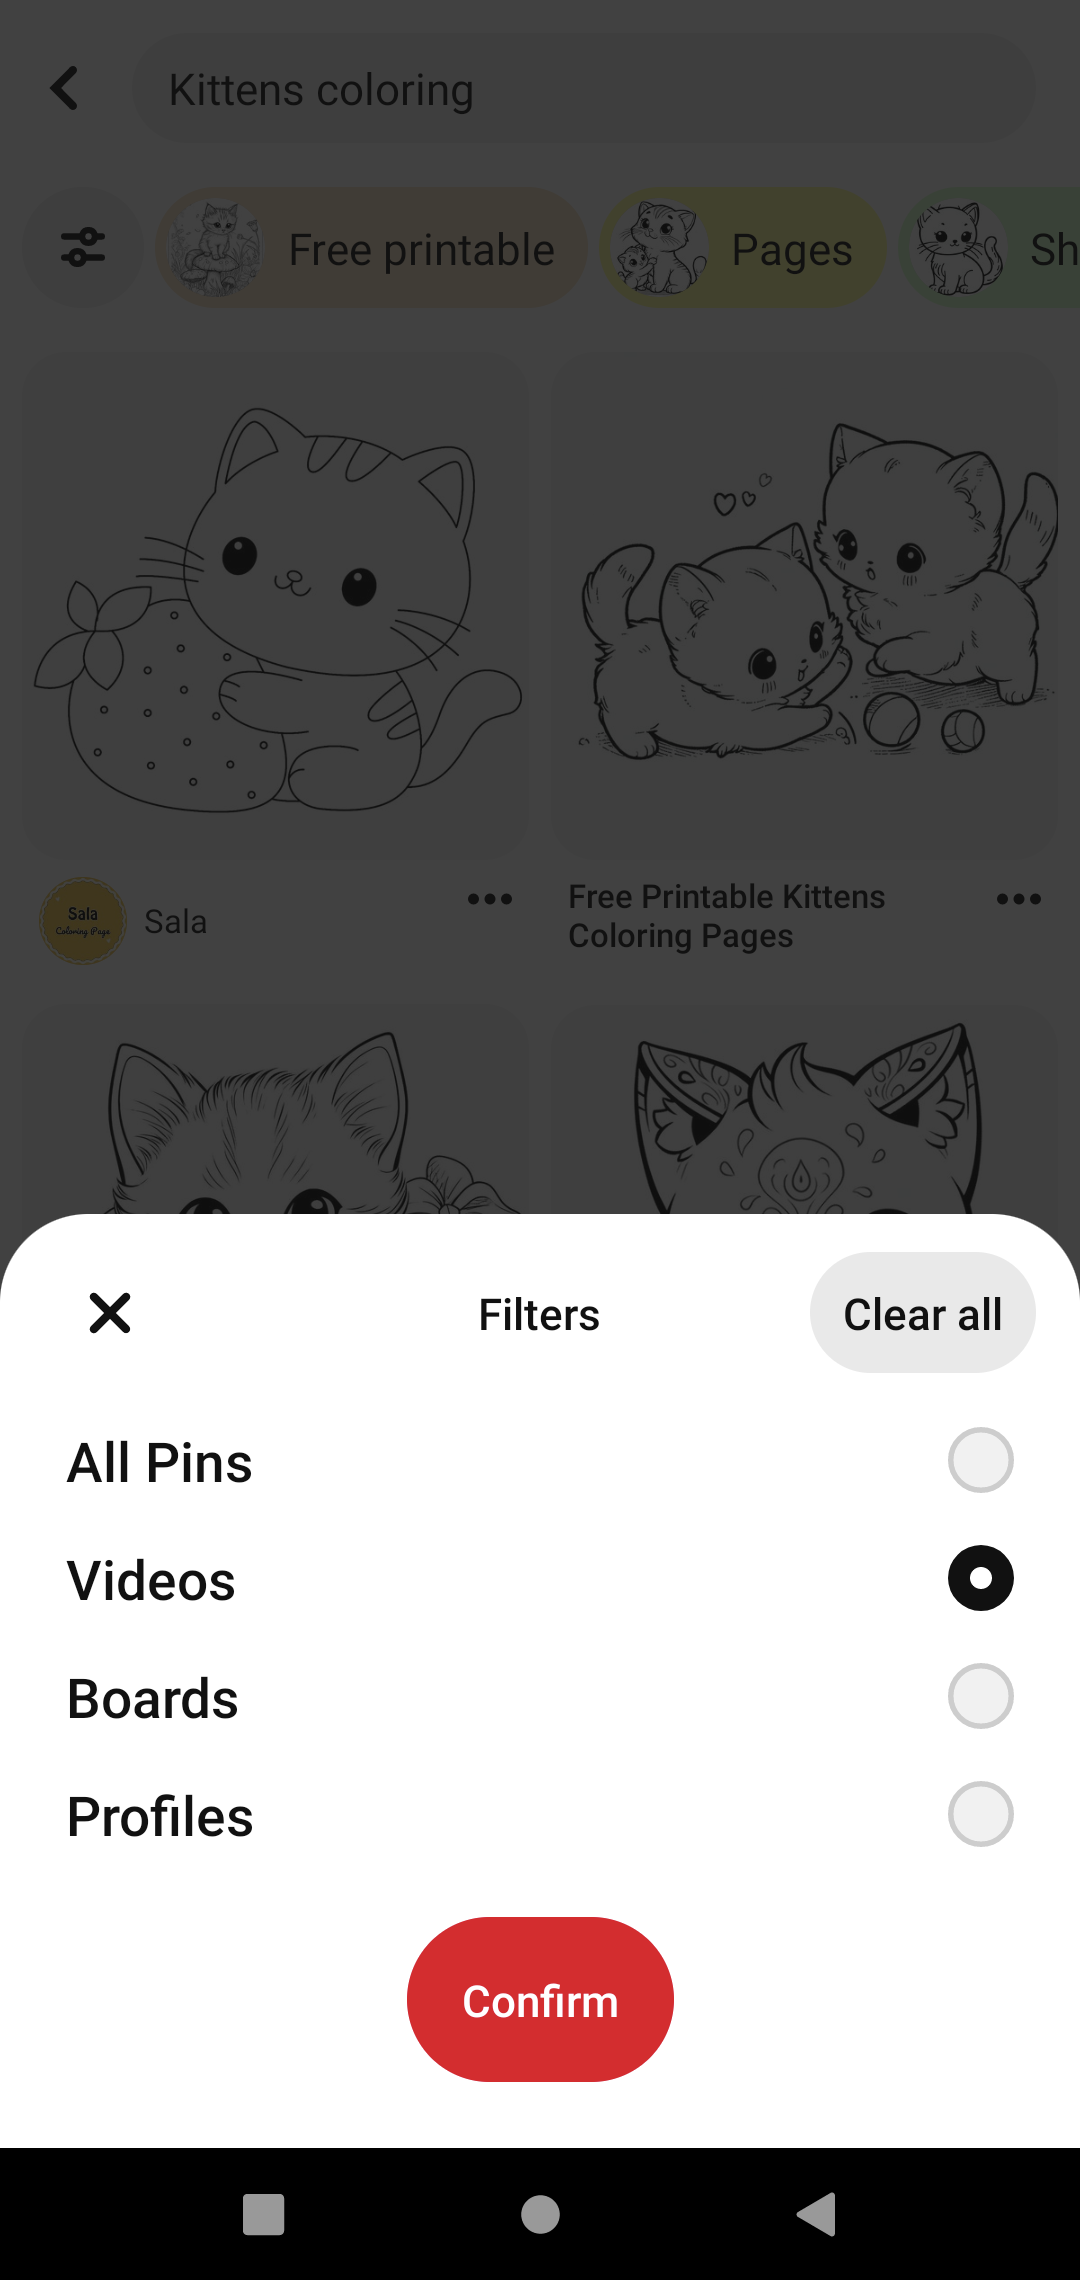 Kittens coloring
Free printable
Pages
Sh
Sala
Coloring Page
Sala
Free Printable Kittens
Coloring Pages
Filters
Clear all
All Pins
Videos
Boards
Profiles
Confirm